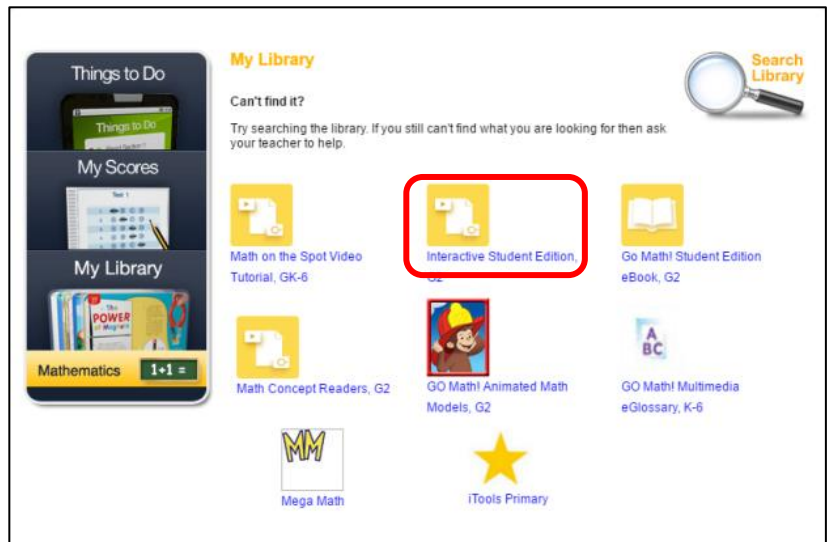 Things to Do
Things to Do
My Scores
Test 1
My Library
The
POWER
of Magnets
Mathematics
1+1 =
My Library
Search
Library
Can't find it?
Try searching the library. If you still can't find what you are looking for then ask
your teacher to help.
Math on the Spot Video
Tutorial, GK-6
Interactive Student Edition,
G2
Go Math! Student Edition
eBook, G2
Math Concept Readers, G2
GO Math! Animated Math
Models, G2
A
BC
GO Math! Multimedia
eGlossary, K-6
MM
Mega Math
iTools Primary